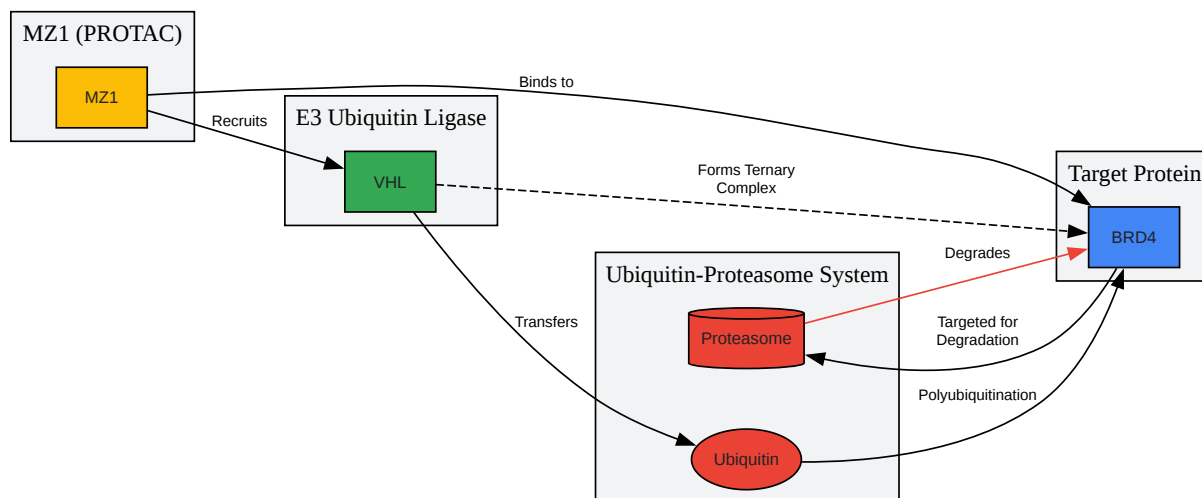 MZ1 (PROTAC)
MZ1
Binds to
Recruits
E3 Ubiquitin Ligase
VHL
Forms Ternary
Complex
Target Protein
BRD4
Ubiquitin-Proteasome System
Degrades
Proteasome
Transfers
Targeted for
Degradation
Polyubiquitination
Ubiquitin